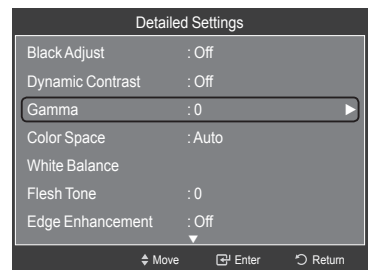 Detailed Settings
Black Adjust : Off
Dynamic Contrast : Off
Gamma : 0
Color Space : Auto
White Balance
Flesh Tone : 0
Edge Enhancement : Off
Move Enter Return